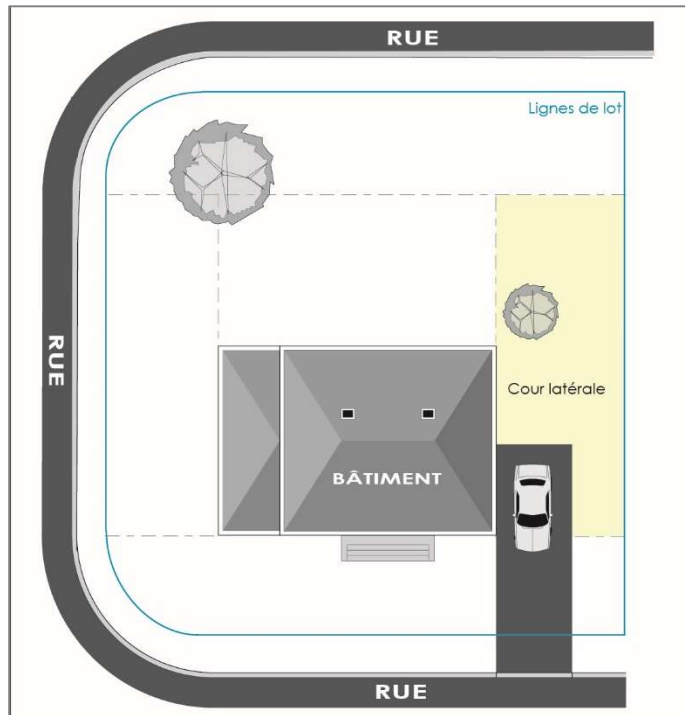 RUE
Lignes de lot
RUE
Cour latérale
BÂTIMENT
RUE